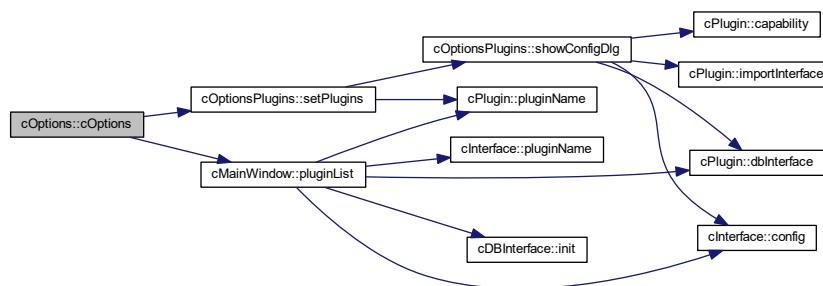 cPlugin::capability
cOptionsPlugins::showConfigDlg
cPlugin::importInterface
cOptionsPlugins::setPlugins
cPlugin::pluginName
cOptions::cOptions
cInterface::pluginName
cPlugin::dbInterface
cMainWindow::pluginList
cInterface::config
cDBInterface::init